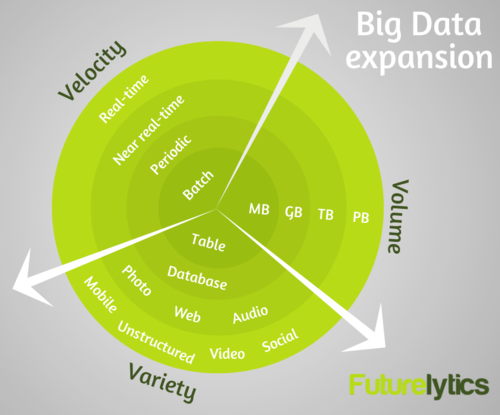 Big Data
expansion
Velocity
Real-time
Near real-time
Periodic
Batch
MB GB TB PB
Volume
Table
Database
Photo Web Audio
Mobile Unstructured Video Social
Variety
Futurelytics